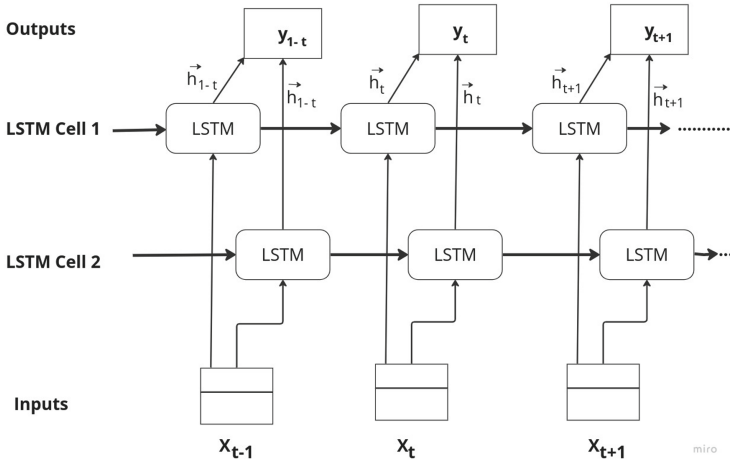 Outputs
y1-t
yt
yt+1
h→1-t
h→1-t
h→t
h→t
h→t+1
h→t+1
LSTM Cell 1
LSTM
LSTM
LSTM
LSTM Cell 2
LSTM
LSTM
LSTM
Inputs
Xt-1
Xt
Xt+1
miro